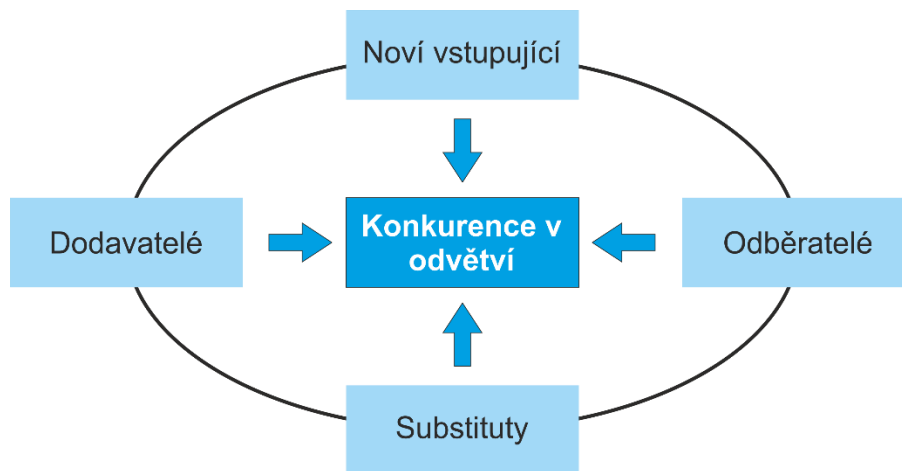 Noví vstupující
Dodavatelé
Konkurence v
odvětví
Odběratelé
Substituty